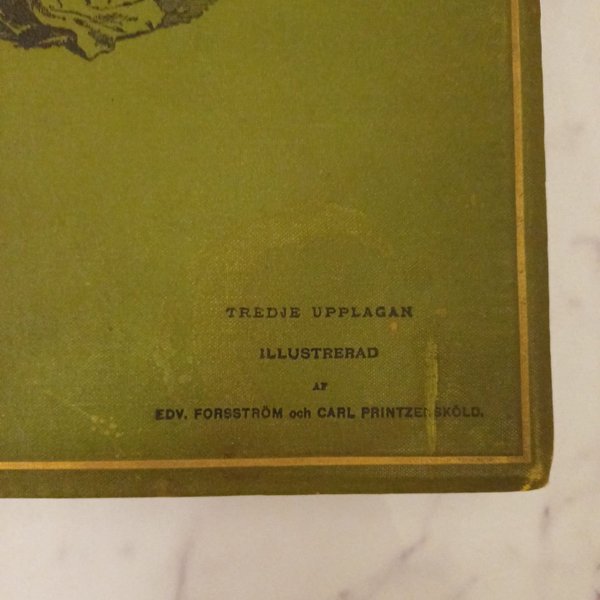 TREDJE UPPLAGAN
ILLUSTRERAD
AF
EDV. FORSSTRÖM och CARL PRINTZENSKÖLD.